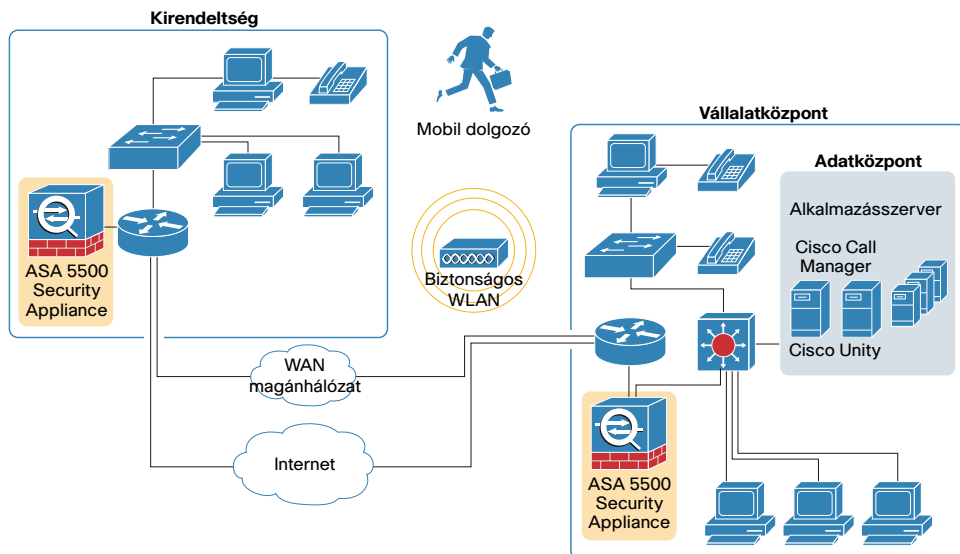 Kirendeltség
Mobil dolgozó
Vállalatközpont
Adatközpont
Alkalmazásszerver
Cisco Call
Manager
Cisco Unity
ASA 5500
Security
Appliance
Biztonságos
WLAN
WAN
magánhálózat
Internet
ASA 5500
Security
Appliance